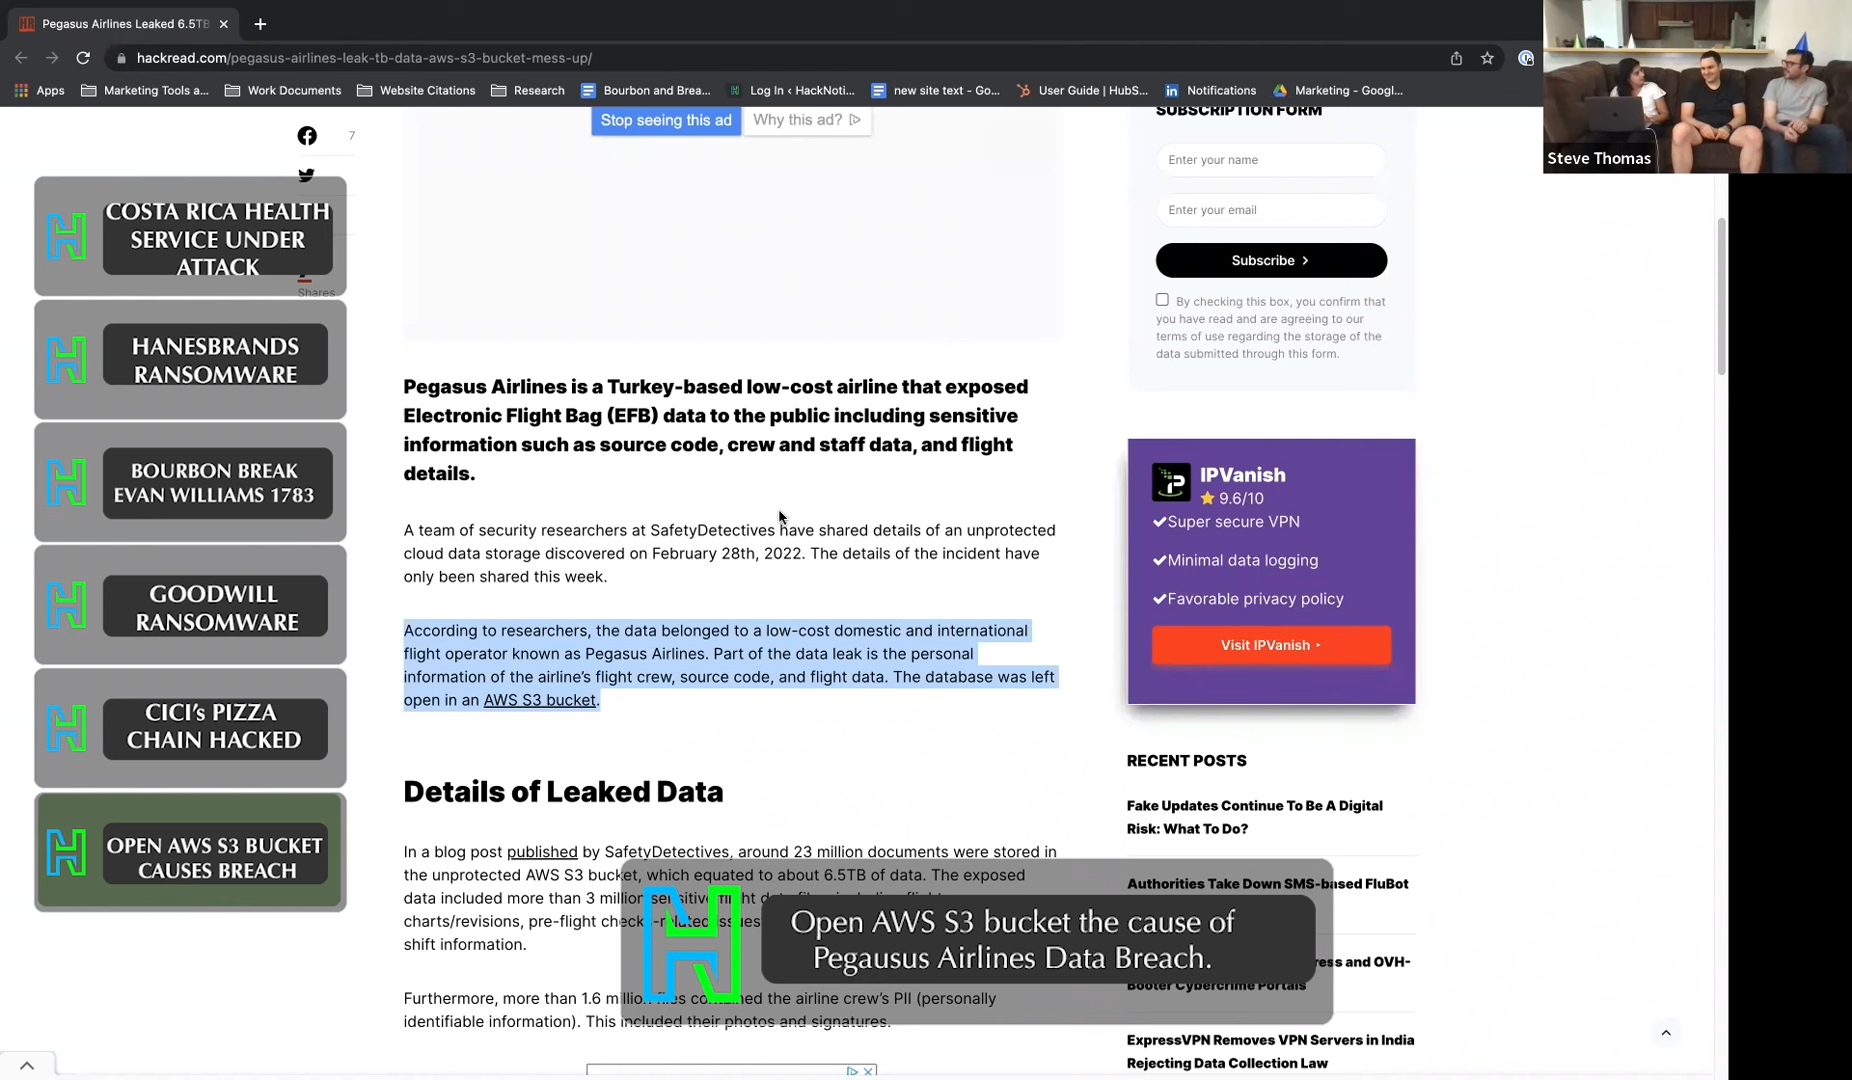 Pegasus Airlines Leaked 6.5TB
hackread.com/pegasus-airlines-leak-tb-data-aws-s3-bucket-mess-up/
Apps
Marketing Tools a...
Work Documents
Website Citations
Research
Bourbon and Brea...
Log In ‹ HackNoti...
new site text - Go...
User Guide | HubS...
Notifications
Marketing - Googl...
Steve Thomas
7
Shares
COSTA RICA HEALTH
SERVICE UNDER
ATTACK
HANESBRANDS
RANSOMWARE
BOURBON BREAK
EVAN WILLIAMS 1783
GOODWILL
RANSOMWARE
CICI's PIZZA
CHAIN HACKED
OPEN AWS S3 BUCKET
CAUSES BREACH
Stop seeing this ad
Why this ad?
Pegasus Airlines is a Turkey-based low-cost airline that exposed
Electronic Flight Bag (EFB) data to the public including sensitive
information such as source code, crew and staff data, and flight
details.
A team of security researchers at SafetyDetectives have shared details of an unprotected
cloud data storage discovered on February 28th, 2022. The details of the incident have
only been shared this week.
According to researchers, the data belonged to a low-cost domestic and international
flight operator known as Pegasus Airlines. Part of the data leak is the personal
information of the airline's flight crew, source code, and flight data. The database was left
open in an AWS S3 bucket.
Details of Leaked Data
In a blog post published by SafetyDetectives, around 23 million documents were stored in
the unprotected AWS S3 bucket, which equated to about 6.5TB of data. The exposed
data included more than 3 million sensitive flight
charts/revisions, pre-flight checks-related issues
shift information.
Furthermore, more than 1.6 million files contained the airline crew's PII (personally
identifiable information). This included their photos and signatures.
Open AWS S3 bucket the cause of
Pegausus Airlines Data Breach.
SUBSCRIPTION FORM
Enter your name
Enter your email
Subscribe
By checking this box, you confirm that
you have read and are agreeing to our
terms of use regarding the storage of the
data submitted through this form.
IPVanish
9.6/10
Super secure VPN
Minimal data logging
Favorable privacy policy
Visit IPVanish
RECENT POSTS
Fake Updates Continue To Be A Digital
Risk: What To Do?
Authorities Take Down SMS-based FluBot
and OVH-
Booter Cybercrime Portals
ExpressVPN Removes VPN Servers in India
Rejecting Data Collection Law